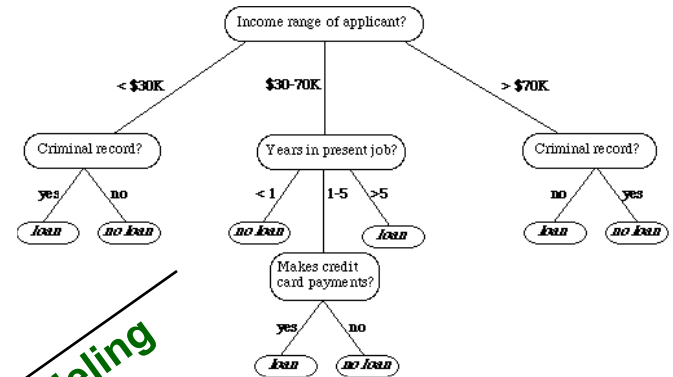 Income range of applicant?
< $30K
$30-70K
> $70K
Criminal record?
Years in present job?
Criminal record?
yes
no
< 1
1-5
>5
no
yes
loan
no loan
no loan
loan
loan
no loan
Makes credit
card payments?
yes
no
loan
no loan